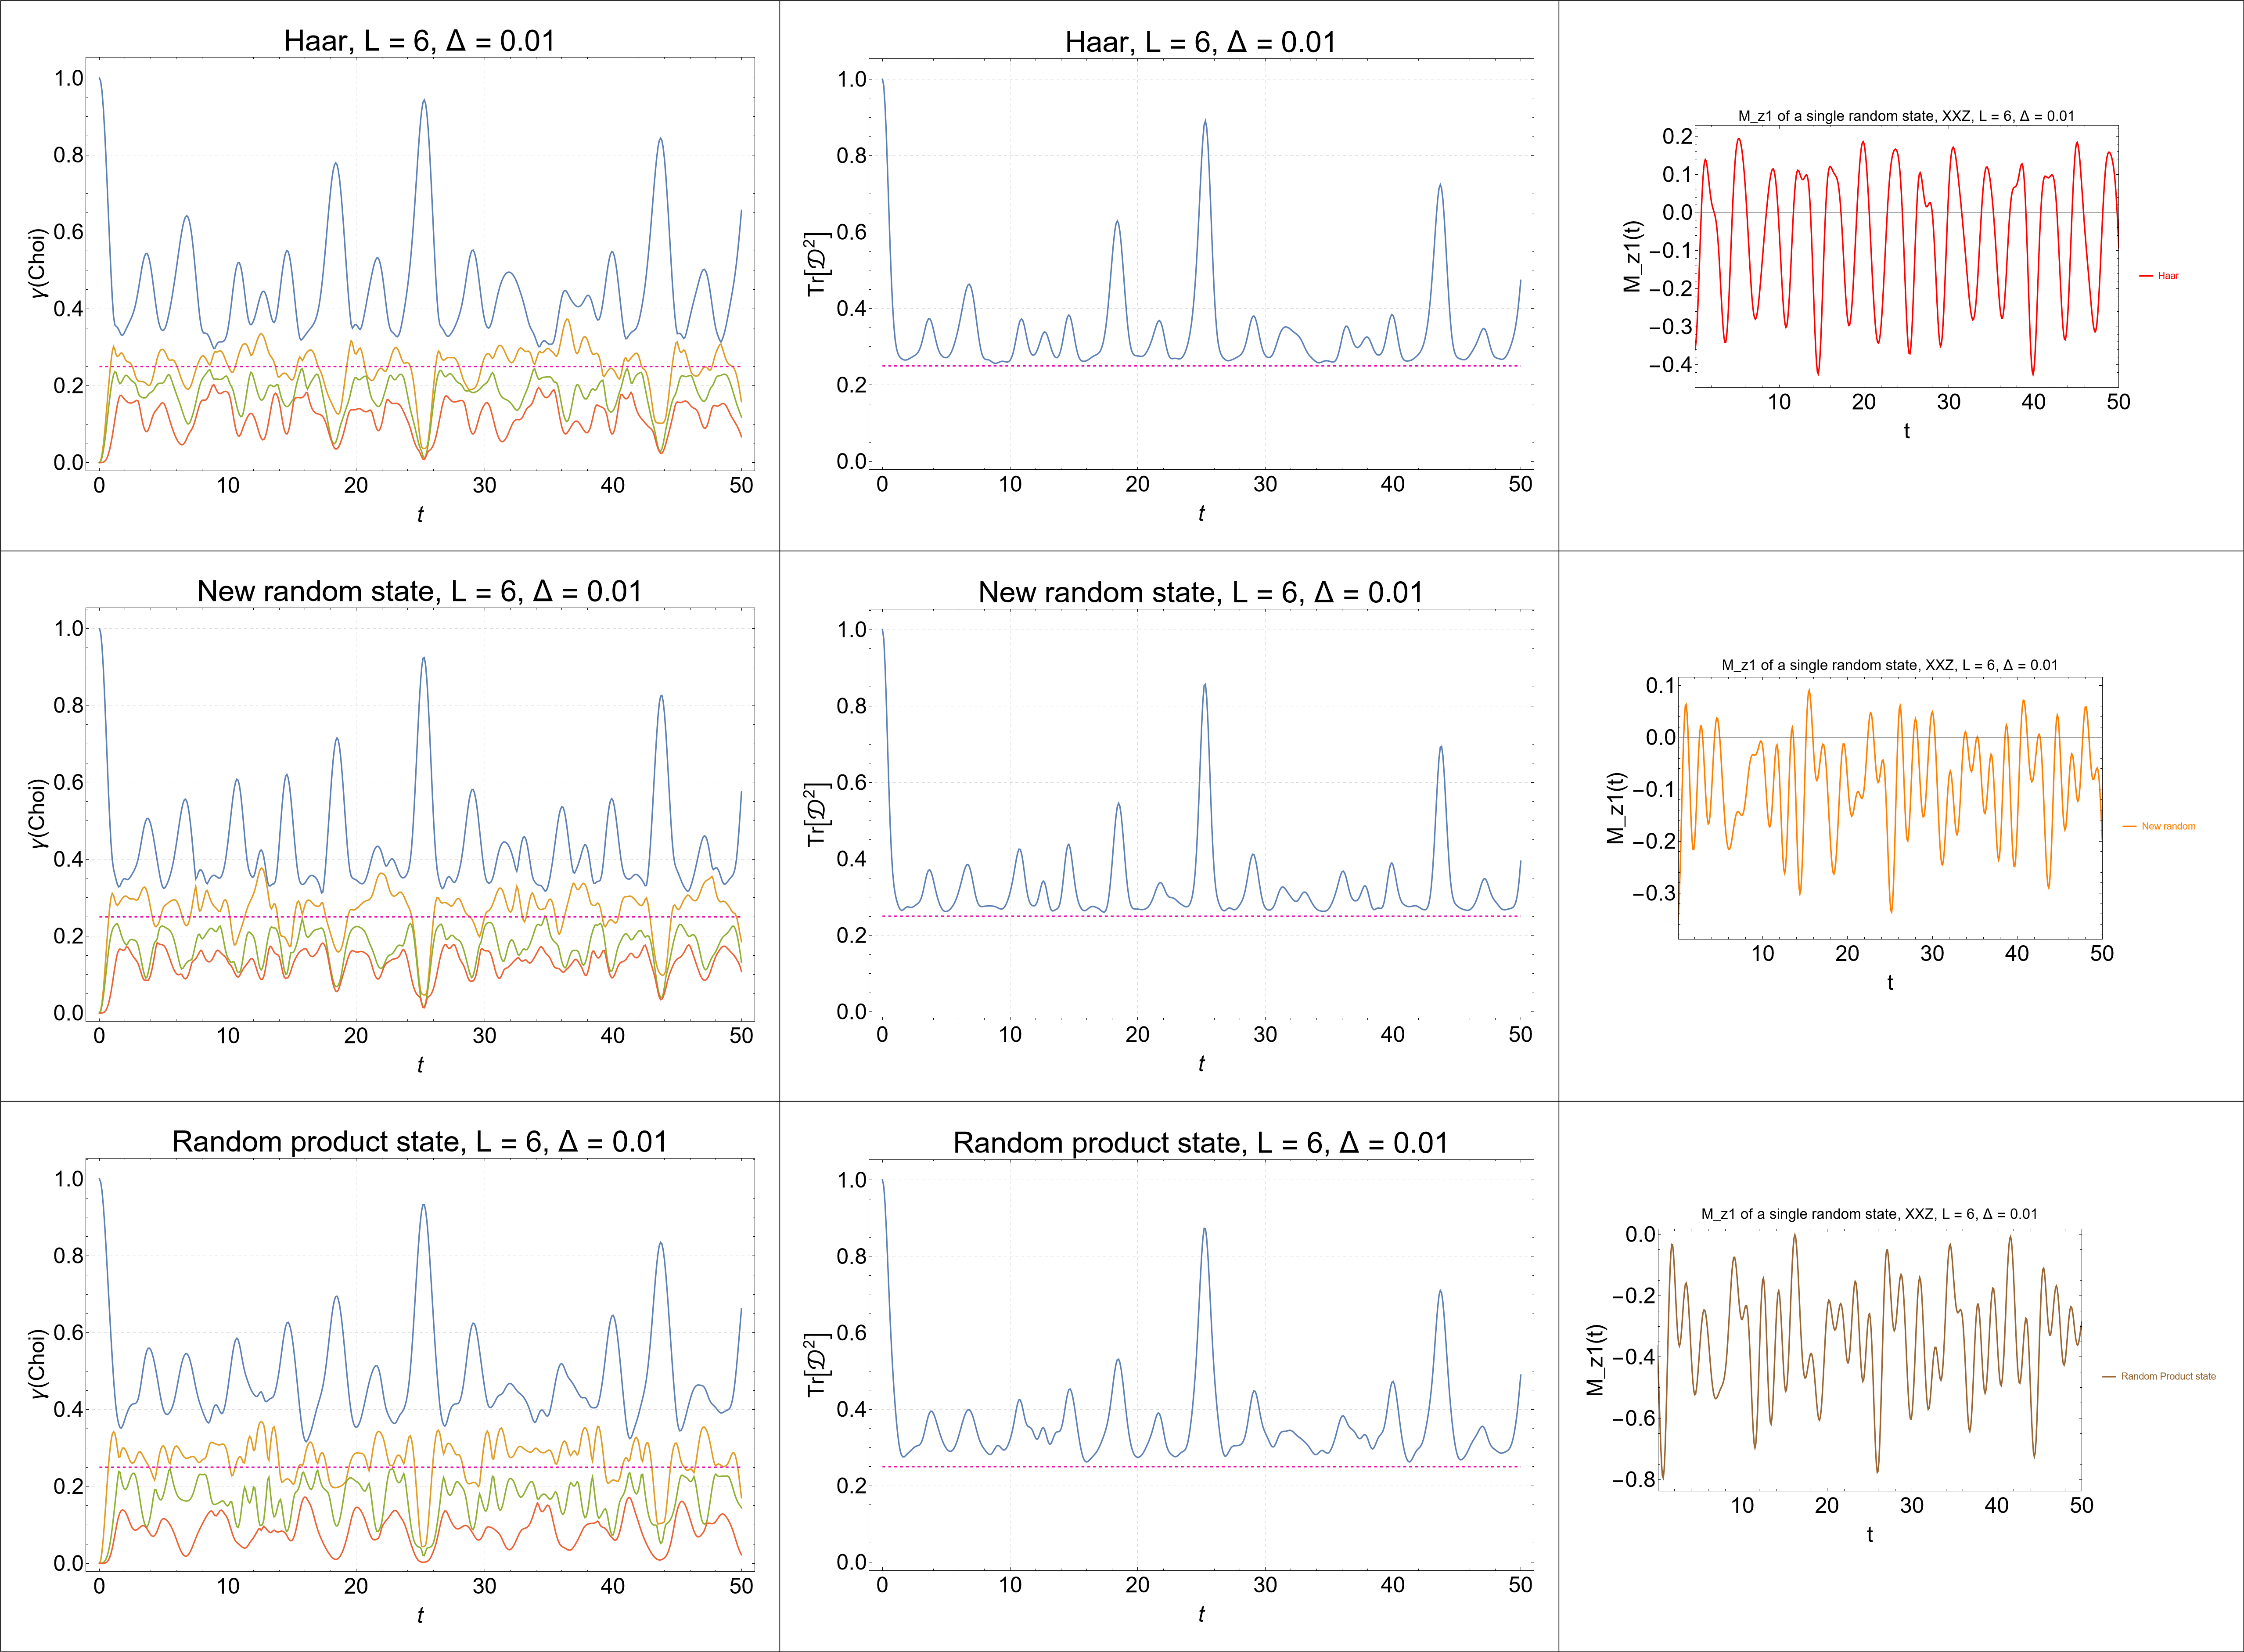 Haar, L = 6, Δ = 0.01
γ(Choi)
1.0
0.8
0.6
0.4
0.2
0.0
0 10 20 30 40 50
t
Haar, L = 6, Δ = 0.01
Tr[𝒟²]
1.0
0.8
0.6
0.4
0.2
0.0
0 10 20 30 40 50
t
M_z1 of a single random state, XXZ, L = 6, Δ = 0.01
M_z1(t)
0.2
0.1
0.0
−0.1
−0.2
−0.3
−0.4
10 20 30 40 50
t
Haar
New random state, L = 6, Δ = 0.01
γ(Choi)
1.0
0.8
0.6
0.4
0.2
0.0
0 10 20 30 40 50
t
New random state, L = 6, Δ = 0.01
Tr[𝒟²]
1.0
0.8
0.6
0.4
0.2
0.0
0 10 20 30 40 50
t
M_z1 of a single random state, XXZ, L = 6, Δ = 0.01
M_z1(t)
0.1
0.0
−0.1
−0.2
−0.3
10 20 30 40 50
t
New random
Random product state, L = 6, Δ = 0.01
γ(Choi)
1.0
0.8
0.6
0.4
0.2
0.0
0 10 20 30 40 50
t
Random product state, L = 6, Δ = 0.01
Tr[𝒟²]
1.0
0.8
0.6
0.4
0.2
0.0
0 10 20 30 40 50
t
M_z1 of a single random state, XXZ, L = 6, Δ = 0.01
M_z1(t)
0.0
−0.2
−0.4
−0.6
−0.8
10 20 30 40 50
t
Random Product state